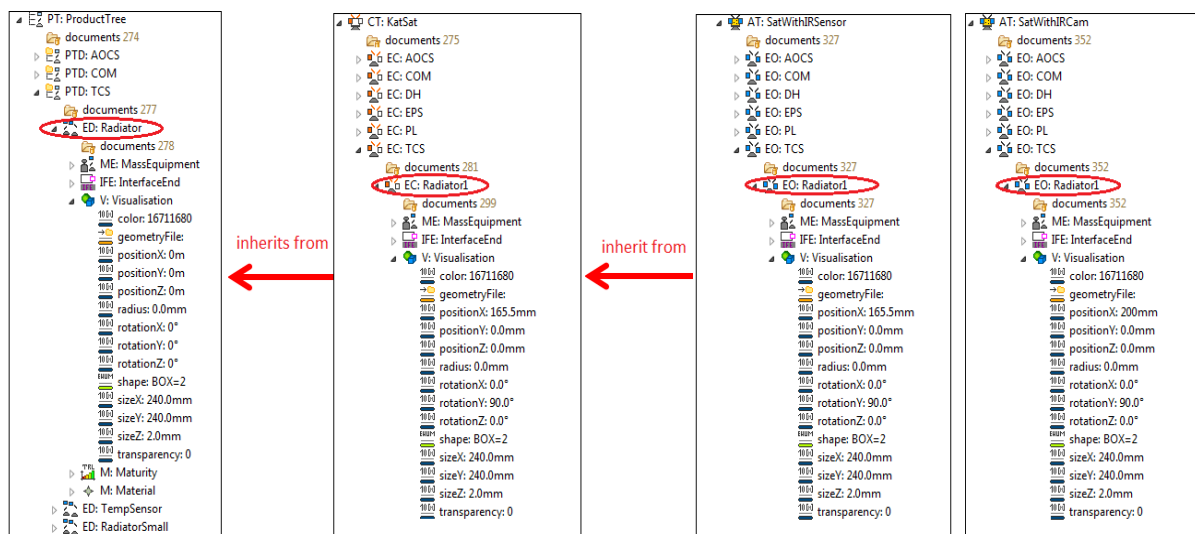 PT: ProductTree
documents 274
PTD: AOCS
PTD: COM
PTD: TCS
documents 277
ED: Radiator
documents 278
ME: MassEquipment
IFE: InterfaceEnd
V: Visualisation
color: 16711680
geometryFile:
positionX: 0m
positionY: 0m
positionZ: 0m
radius: 0.0mm
rotationX: 0°
rotationY: 0°
rotationZ: 0°
shape: BOX=2
sizeX: 240.0mm
sizeY: 240.0mm
sizeZ: 2.0mm
transparency: 0
M: Maturity
M: Material
ED: TempSensor
ED: RadiatorSmall
inherits from
CT: KatSat
documents 275
EC: AOCS
EC: COM
EC: DH
EC: EPS
EC: PL
EC: TCS
documents 281
EC: Radiator1
documents 299
ME: MassEquipment
IFE: InterfaceEnd
V: Visualisation
color: 16711680
geometryFile:
positionX: 165.5mm
positionY: 0.0mm
positionZ: 0.0mm
radius: 0.0mm
rotationX: 0.0°
rotationY: 90.0°
rotationZ: 0.0°
shape: BOX=2
sizeX: 240.0mm
sizeY: 240.0mm
sizeZ: 2.0mm
transparency: 0
inherit from
AT: SatWithIRSensor
documents 327
EO: AOCS
EO: COM
EO: DH
EO: EPS
EO: PL
EO: TCS
documents 327
EO: Radiator1
documents 327
ME: MassEquipment
IFE: InterfaceEnd
V: Visualisation
color: 16711680
geometryFile:
positionX: 165.5mm
positionY: 0.0mm
positionZ: 0.0mm
radius: 0.0mm
rotationX: 0.0°
rotationY: 90.0°
rotationZ: 0.0°
shape: BOX=2
sizeX: 240.0mm
sizeY: 240.0mm
sizeZ: 2.0mm
transparency: 0
AT: SatWithIRCam
documents 352
EO: AOCS
EO: COM
EO: DH
EO: EPS
EO: PL
EO: TCS
documents 352
EO: Radiator1
documents 352
ME: MassEquipment
IFE: InterfaceEnd
V: Visualisation
color: 16711680
geometryFile:
positionX: 200mm
positionY: 0.0mm
positionZ: 0.0mm
radius: 0.0mm
rotationX: 0.0°
rotationY: 90.0°
rotationZ: 0.0°
shape: BOX=2
sizeX: 240.0mm
sizeY: 240.0mm
sizeZ: 2.0mm
transparency: 0